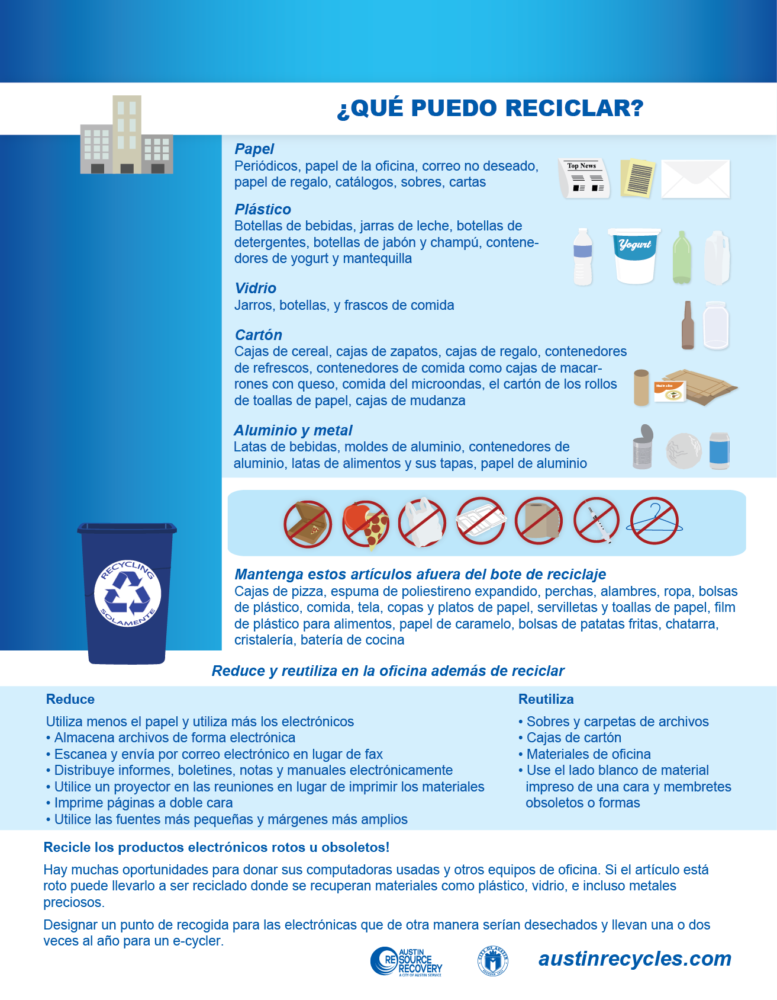 ¿QUÉ PUEDO RECICLAR?
Papel
Periódicos, papel de la oficina, correo no deseado,
papel de regalo, catálogos, sobres, cartas
Top News
Plástico
Botellas de bebidas, jarras de leche, botellas de
detergentes, botellas de jabón y champú, contene-
dores de yogurt y mantequilla
Yogurt
Vidrio
Jarros, botellas, y frascos de comida
Cartón
Cajas de cereal, cajas de zapatos, cajas de regalo, contenedores
de refrescos, contenedores de comida como cajas de macar-
rones con queso, comida del microondas, el cartón de los rollos
de toallas de papel, cajas de mudanza
Aluminio y metal
Latas de bebidas, moldes de aluminio, contenedores de
aluminio, latas de alimentos y sus tapas, papel de aluminio
RECYCLING
SOLAMENTE
Mantenga estos artículos afuera del bote de reciclaje
Cajas de pizza, espuma de poliestireno expandido, perchas, alambres, ropa, bolsas
de plástico, comida, tela, copas y platos de papel, servilletas y toallas de papel, film
de plástico para alimentos, papel de caramelo, bolsas de patatas fritas, chatarra,
cristalería, batería de cocina
Reduce y reutiliza en la oficina además de reciclar
Reduce
Utiliza menos el papel y utiliza más los electrónicos
• Almacena archivos de forma electrónica
• Escanea y envía por correo electrónico en lugar de fax
• Distribuye informes, boletines, notas y manuales electrónicamente
• Utilice un proyector en las reuniones en lugar de imprimir los materiales
• Imprime páginas a doble cara
• Utilice las fuentes más pequeñas y márgenes más amplios
Reutiliza
• Sobres y carpetas de archivos
• Cajas de cartón
• Materiales de oficina
• Use el lado blanco de material
impreso de una cara y membretes
obsoletos o formas
Recicle los productos electrónicos rotos u obsoletos!
Hay muchas oportunidades para donar sus computadoras usadas y otros equipos de oficina. Si el artículo está
roto puede llevarlo a ser reciclado donde se recuperan materiales como plástico, vidrio, e incluso metales
preciosos.
Designar un punto de recogida para las electrónicas que de otra manera serían desechados y llevan una o dos
veces al año para un e-cycler.
AUSTIN
RESOURCE
RECOVERY
A CITY OF AUSTIN SERVICE
CITY OF AUSTIN
FOUNDED 1839
austinrecycles.com